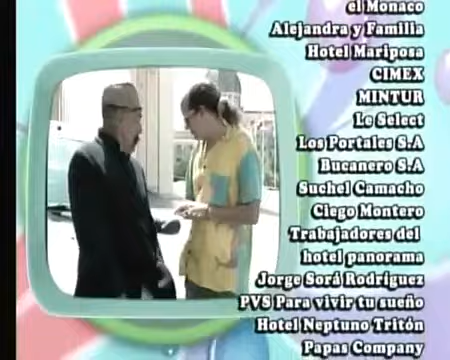 el Monaco
Alejandra y Familia
Hotel Mariposa
CIMEX
MINTUR
Le Select
Los Portales S.A
Bucanero S.A
Suchel Camacho
Ciego Montero
Trabajadores del
hotel panorama
Jorge Sorá Rodríguez
PVS Para vivir tu sueño
Hotel Neptuno Tritón
Papas Company